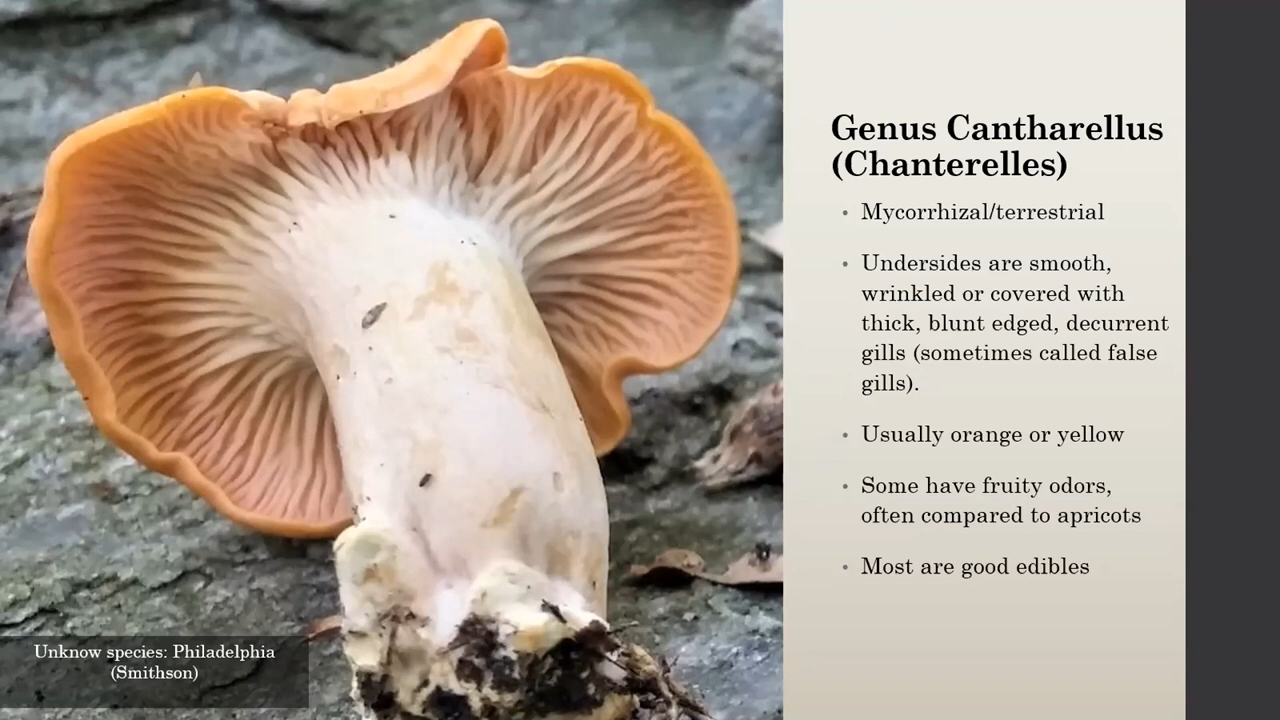 Genus Cantharellus
(Chanterelles)
• Mycorrhizal/terrestrial
• Undersides are smooth,
wrinkled or covered with
thick, blunt edged, decurrent
gills (sometimes called false
gills).
• Usually orange or yellow
• Some have fruity odors,
often compared to apricots
• Most are good edibles
Unknow species: Philadelphia
(Smithson)